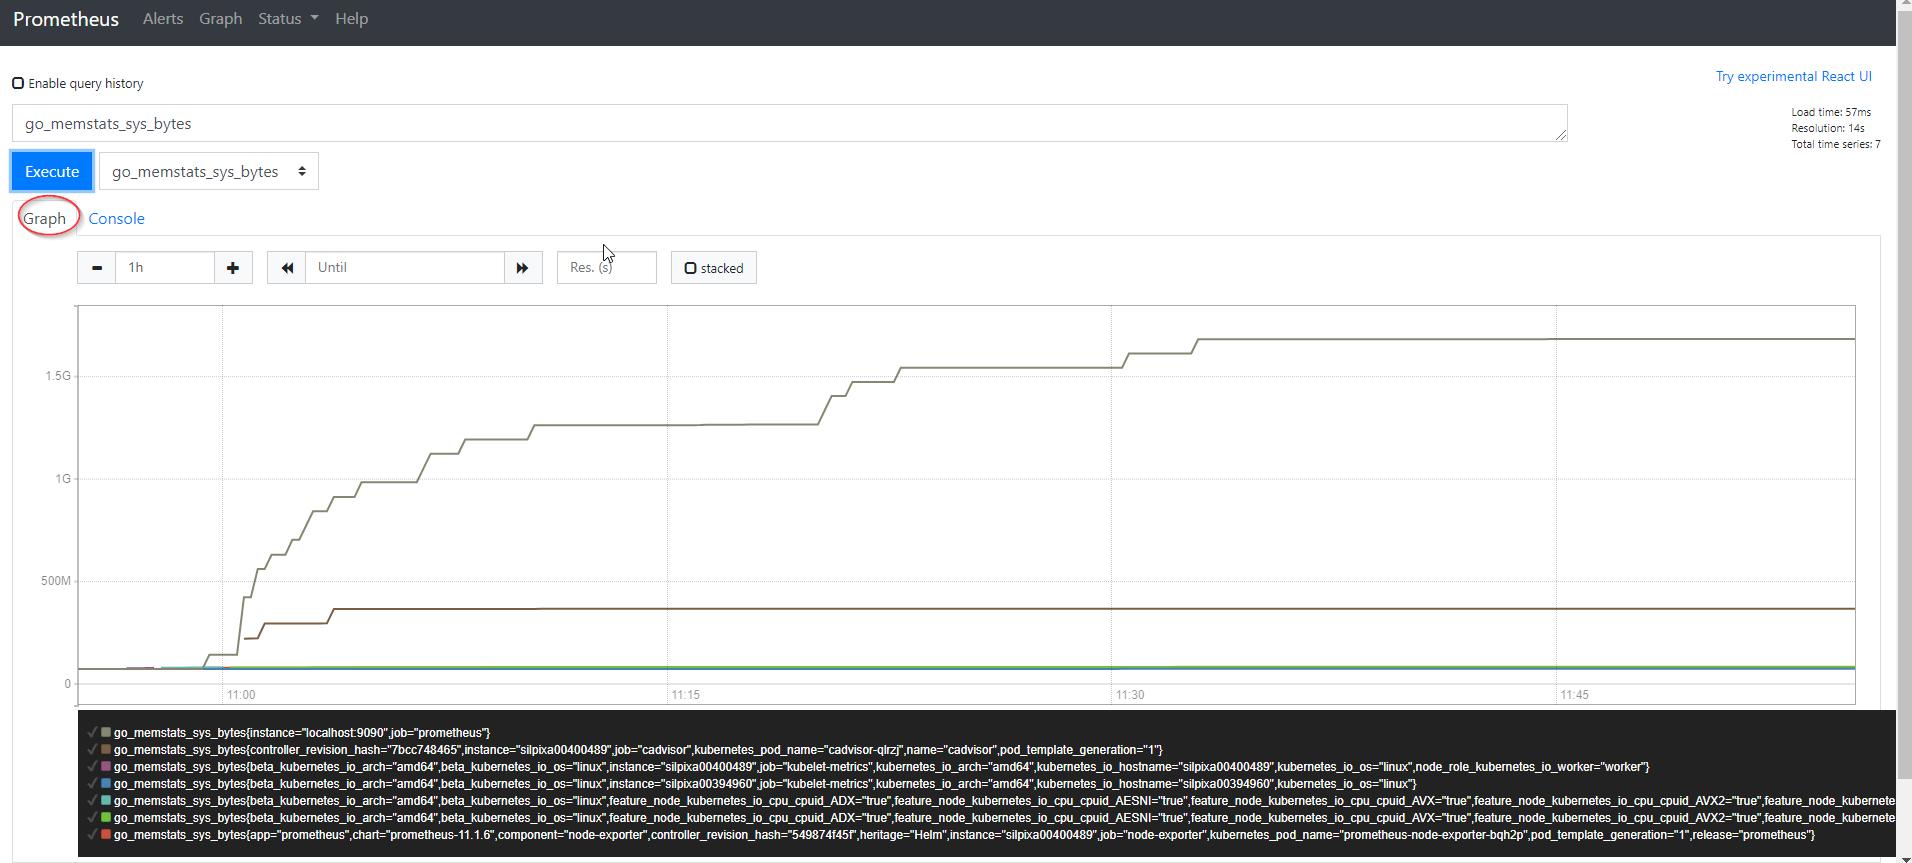 Prometheus Alerts Graph Status Help
Enable query history
Try experimental React UI
go_memstats_sys_bytes
Load time: 57ms
Resolution: 14s
Total time series: 7
Execute go_memstats_sys_bytes
Graph Console
1h Until Res. (s) stacked
1.5G
1G
500M
0
11:00 11:15 11:30 11:45
go_memstats_sys_bytes{instance="localhost:9090",job="prometheus"}
go_memstats_sys_bytes{controller_revision_hash="7bcc748465",instance="silpixa00400489",job="cadvisor",kubernetes_pod_name="cadvisor-qlrzj",name="cadvisor",pod_template_generation="1"}
go_memstats_sys_bytes{beta_kubernetes_io_arch="amd64",beta_kubernetes_io_os="linux",instance="silpixa00400489",job="kubelet-metrics",kubernetes_io_arch="amd64",kubernetes_io_hostname="silpixa00400489",kubernetes_io_os="linux",node_role_kubernetes_io_worker="worker"}
go_memstats_sys_bytes{beta_kubernetes_io_arch="amd64",beta_kubernetes_io_os="linux",instance="silpixa00394960",job="kubelet-metrics",kubernetes_io_arch="amd64",kubernetes_io_hostname="silpixa00394960",kubernetes_io_os="linux"}
go_memstats_sys_bytes{beta_kubernetes_io_arch="amd64",beta_kubernetes_io_os="linux",feature_node_kubernetes_io_cpu_cpuid_ADX="true",feature_node_kubernetes_io_cpu_cpuid_AESNI="true",feature_node_kubernetes_io_cpu_cpuid_AVX="true",feature_node_kubernetes_io_cpu_cpuid_AVX2="true",feature_node_kubernete
go_memstats_sys_bytes{beta_kubernetes_io_arch="amd64",beta_kubernetes_io_os="linux",feature_node_kubernetes_io_cpu_cpuid_ADX="true",feature_node_kubernetes_io_cpu_cpuid_AESNI="true",feature_node_kubernetes_io_cpu_cpuid_AVX="true",feature_node_kubernetes_io_cpu_cpuid_AVX2="true",feature_node_kubernete
go_memstats_sys_bytes{app="prometheus",chart="prometheus-11.1.6",component="node-exporter",controller_revision_hash="549874f45f",heritage="Helm",instance="silpixa00400489",job="node-exporter",kubernetes_pod_name="prometheus-node-exporter-bqh2p",pod_template_generation="1",release="prometheus"}